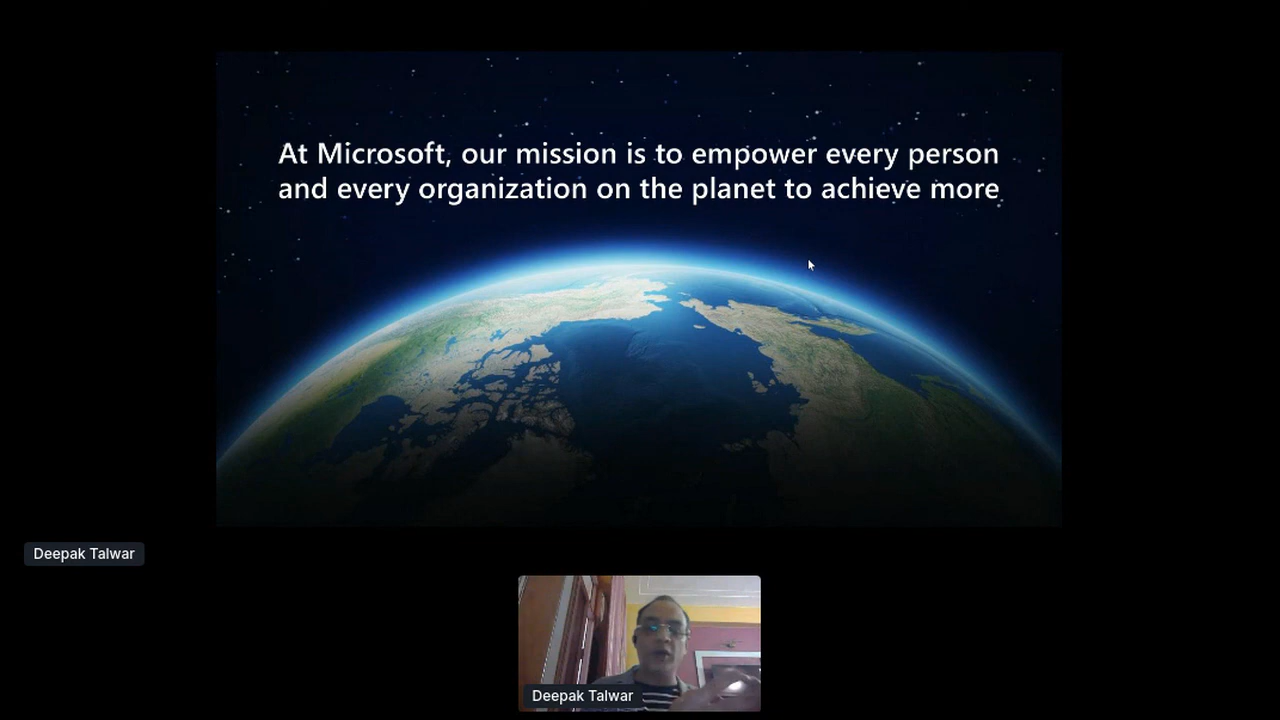 At Microsoft, our mission is to empower every person
and every organization on the planet to achieve more
Deepak Talwar
Deepak Talwar